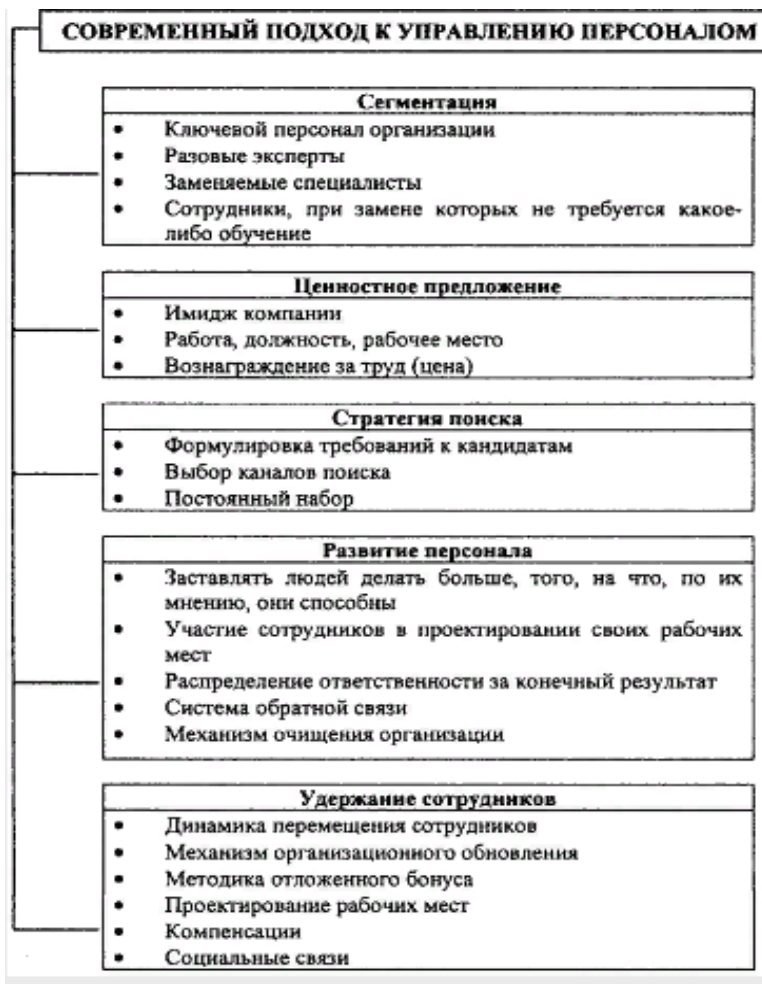 СОВРЕМЕННЫЙ ПОДХОД К УПРАВЛЕНИЮ ПЕРСОНАЛОМ
Сегментация
• Ключевой персонал организации
• Разовые эксперты
• Заменяемые специалисты
• Сотрудники, при замене которых не требуется какое-
либо обучение
Ценностное предложение
• Имидж компании
• Работа, должность, рабочее место
• Вознаграждение за труд (цена)
Стратегия поиска
• Формулировка требований к кандидатам
• Выбор каналов поиска
• Постоянный набор
Развитие персонала
• Заставлять людей делать больше, того, на что, по их
мнению, они способны
• Участие сотрудников в проектировании своих рабочих
мест
• Распределение ответственности за конечный результат
• Система обратной связи
• Механизм очищения организации
Удержание сотрудников
• Динамика перемещения сотрудников
• Механизм организационного обновления
• Методика отложенного бонуса
• Проектирование рабочих мест
• Компенсации
• Социальные связи